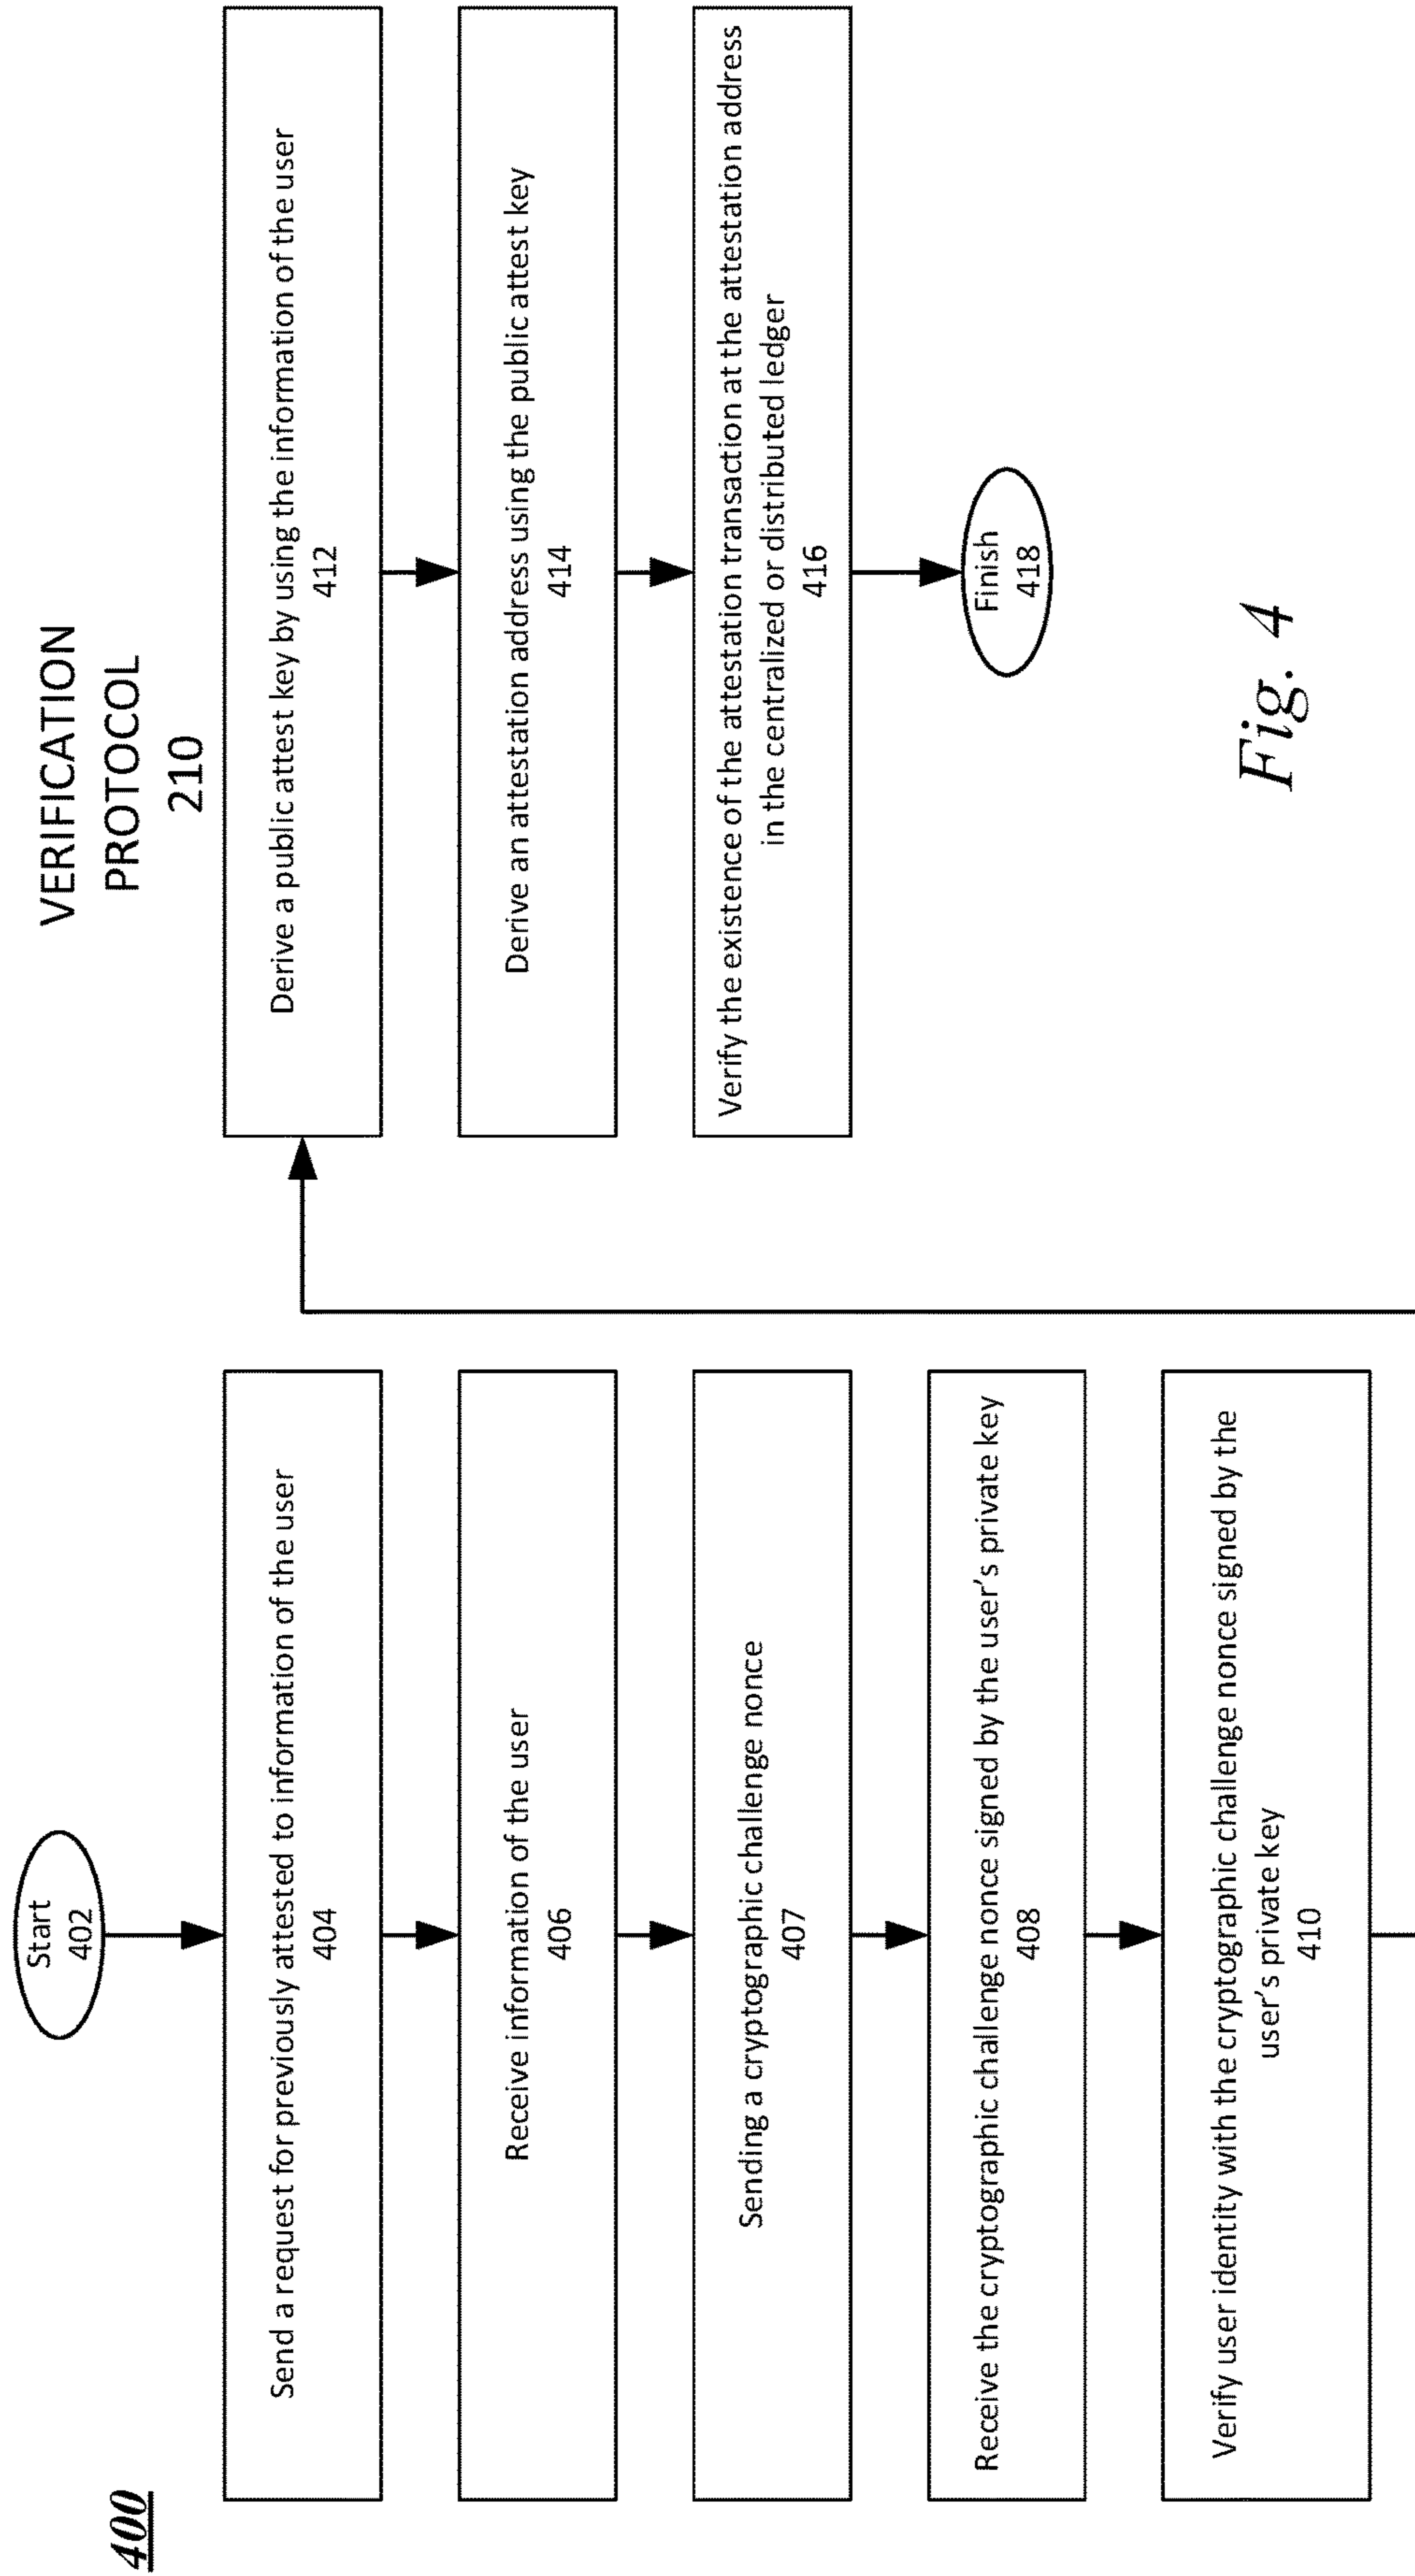 400
VERIFICATION
PROTOCOL
210
Start
402
Send a request for previously attested to information of the user
404
Receive information of the user
406
Sending a cryptographic challenge nonce
407
Receive the cryptographic challenge nonce signed by the user's private key
408
Verify user identity with the cryptographic challenge nonce signed by the
user's private key
410
Derive a public attest key by using the information of the user
412
Derive an attestation address using the public attest key
414
Verify the existence of the attestation transaction at the attestation address
in the centralized or distributed ledger
416
Finish
418
Fig. 4